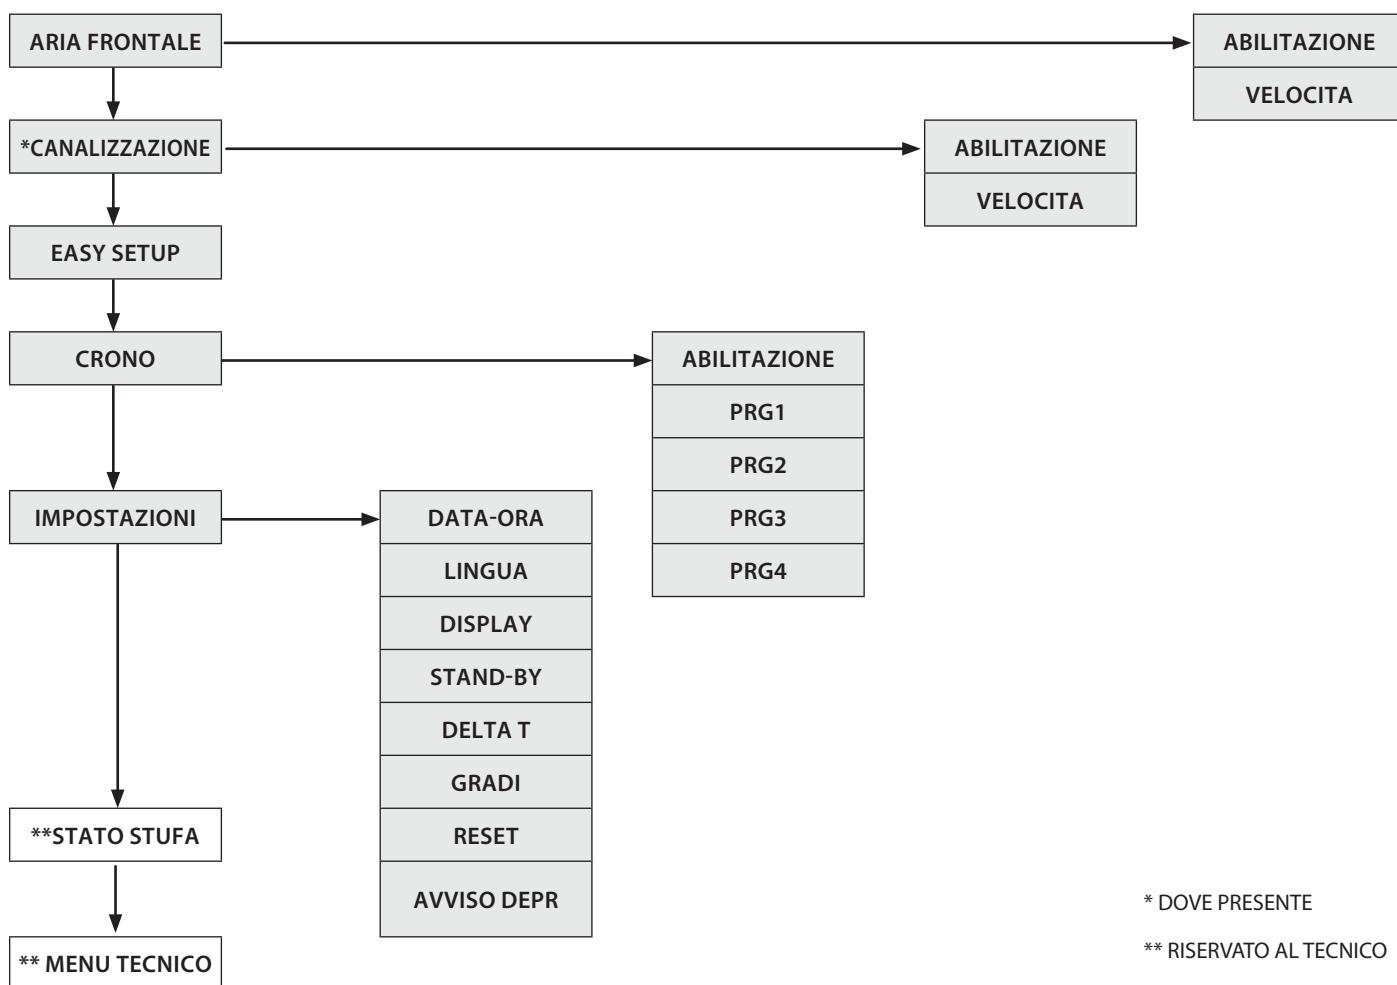 ARIA FRONTALE
ABILITAZIONE
VELOCITA
*CANALIZZAZIONE
ABILITAZIONE
VELOCITA
EASY SETUP
CRONO
ABILITAZIONE
PRG1
PRG2
PRG3
PRG4
IMPOSTAZIONI
DATA-ORA
LINGUA
DISPLAY
STAND-BY
DELTA T
GRADI
RESET
AVVISO DEPR
**STATO STUFA
** MENU TECNICO
* DOVE PRESENTE
** RISERVATO AL TECNICO